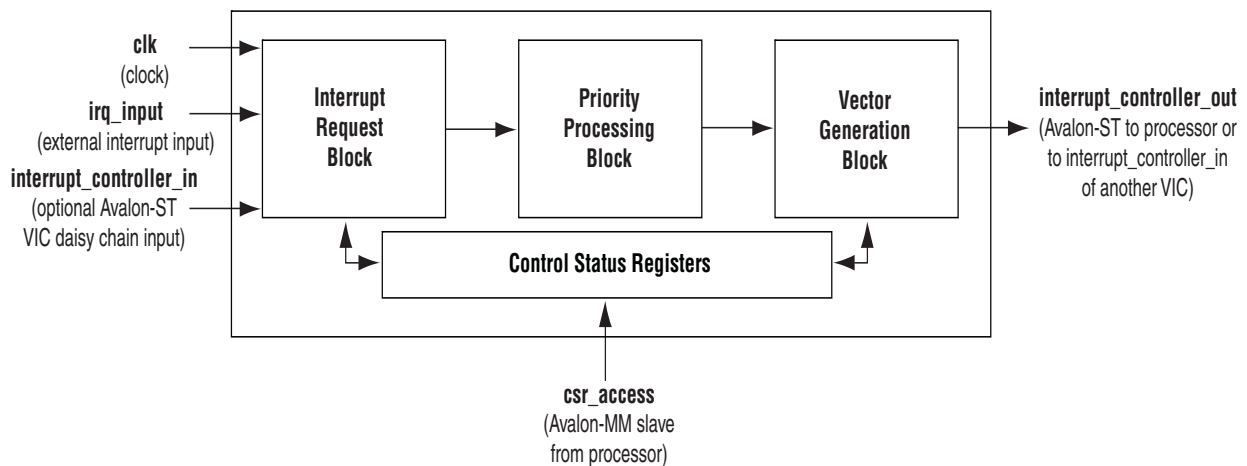 clk
(clock)
irq_input
(external interrupt input)
interrupt_controller_in
(optional Avalon-ST
VIC daisy chain input)
Interrupt
Request
Block
Priority
Processing
Block
Vector
Generation
Block
interrupt_controller_out
(Avalon-ST to processor or
to interrupt_controller_in
of another VIC)
Control Status Registers
csr_access
(Avalon-MM slave
from processor)